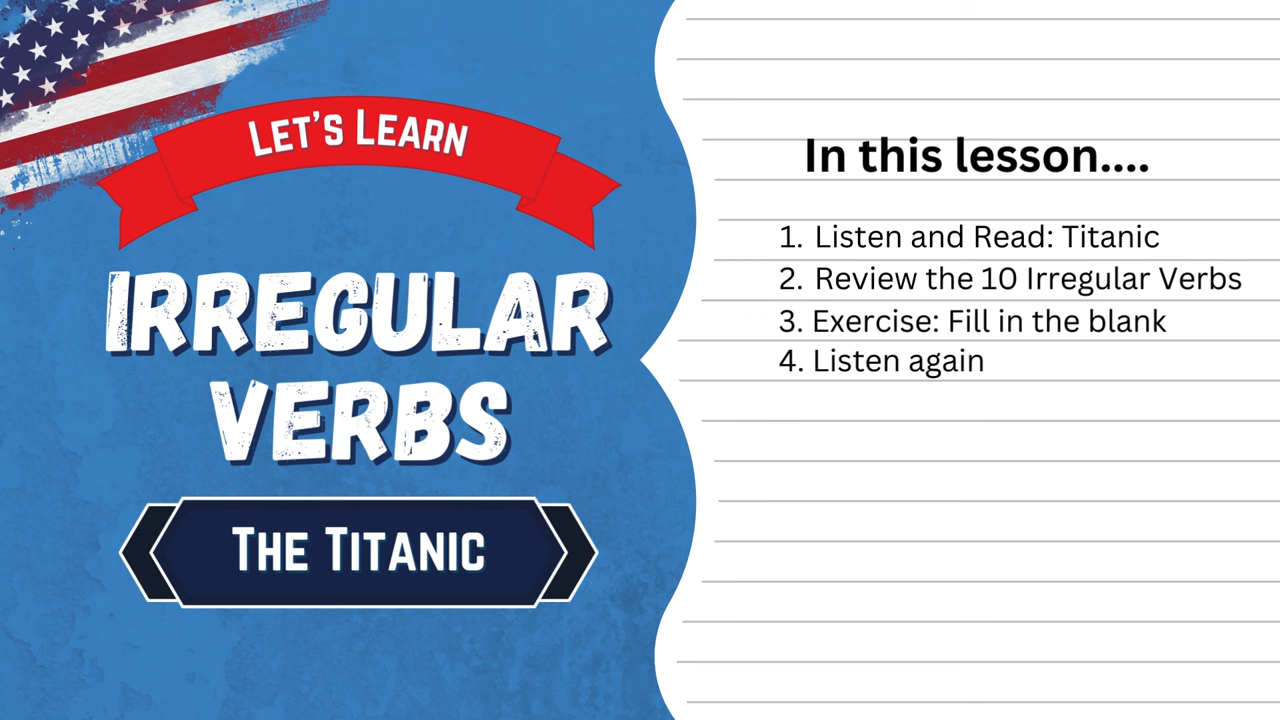 LET'S LEARN
IRREGULAR
VERBS
THE TITANIC
In this lesson....
1. Listen and Read: Titanic
2. Review the 10 Irregular Verbs
3. Exercise: Fill in the blank
4. Listen again